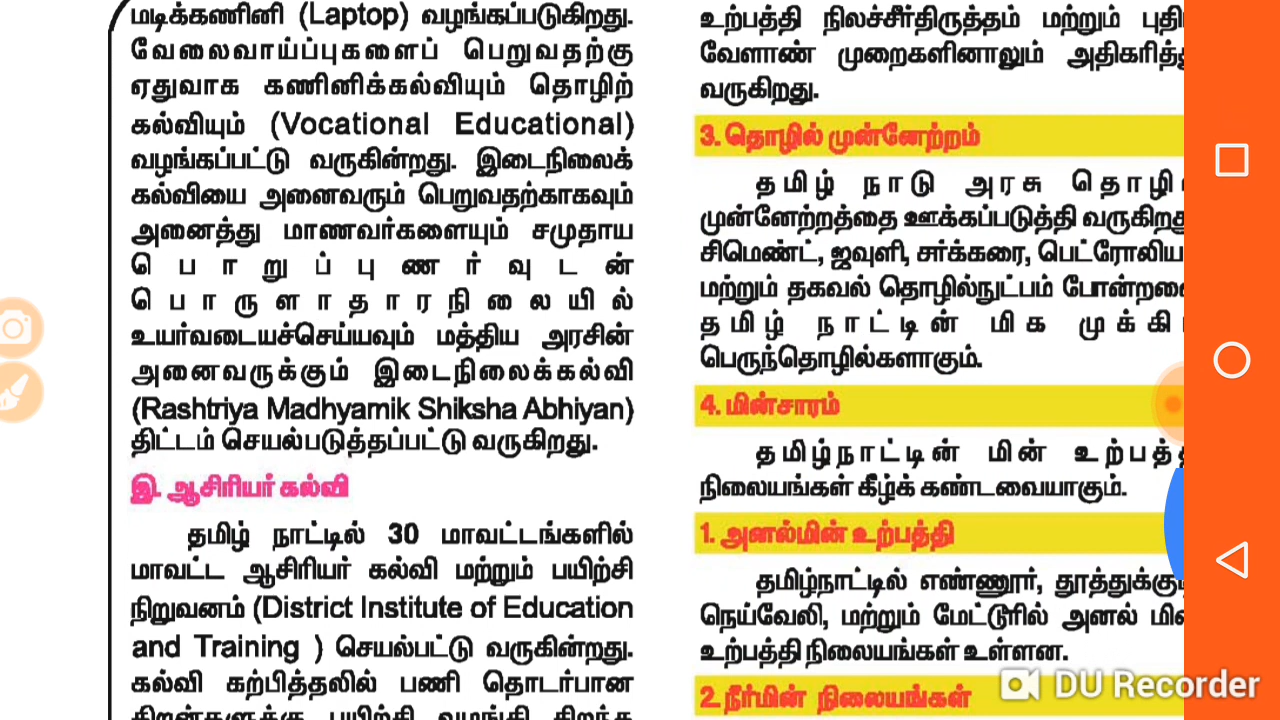 மடிக்கணினி (Laptop) வழங்கப்படுகிறது.
வேலைவாய்ப்புகளைப் பெறுவதற்கு
ஏதுவாக கணினிக்கல்வியும் தொழிற்
கல்வியும் (Vocational Educational)
வழங்கப்பட்டு வருகின்றது. இடைநிலைக்
கல்வியை அனைவரும் பெறுவதற்காகவும்
அனைத்து மாணவர்களையும் சமுதாய
பொறுப்புணர்வுடன்
பொருளாதாரநிலையில்
உயர்வடையச்செய்யவும் மத்திய அரசின்
அனைவருக்கும் இடைநிலைக்கல்வி
(Rashtriya Madhyamik Shiksha Abhiyan)
திட்டம் செயல்படுத்தப்பட்டு வருகிறது.
இ. ஆசிரியர் கல்வி
தமிழ் நாட்டில் 30 மாவட்டங்களில்
மாவட்ட ஆசிரியர் கல்வி மற்றும் பயிற்சி
நிறுவனம் (District Institute of Education
and Training ) செயல்பட்டு வருகின்றது.
கல்வி கற்பித்தலில் பணி தொடர்பான
உற்பத்தி நிலச்சீர்திருத்தம் மற்றும்
வேளாண் முறைகளினாலும்
வருகிறது.
3. தொழில் முன்னேற்றம்
தமிழ் நாடு அரசு
முன்னேற்றத்தை ஊக்கப்படுத்தி
சிமெண்ட், ஜவுளி, சர்க்கரை,
மற்றும் தகவல் தொழில்நுட்பம்
தமிழ் நாட்டின் மிக
பெருந்தொழில்களாகும்.
4. மின்சாரம்
தமிழ்நாட்டின் மின்
நிலையங்கள் கீழ்க் கண்டவையாகும்.
1. அனல்மின் உற்பத்தி
தமிழ்நாட்டில் எண்ணூர்,
நெய்வேலி, மற்றும் மேட்டூரில் அனல்
உற்பத்தி நிலையங்கள் உள்ளன.
2. நீர்மின் நிலையங்கள்
DU Recorder